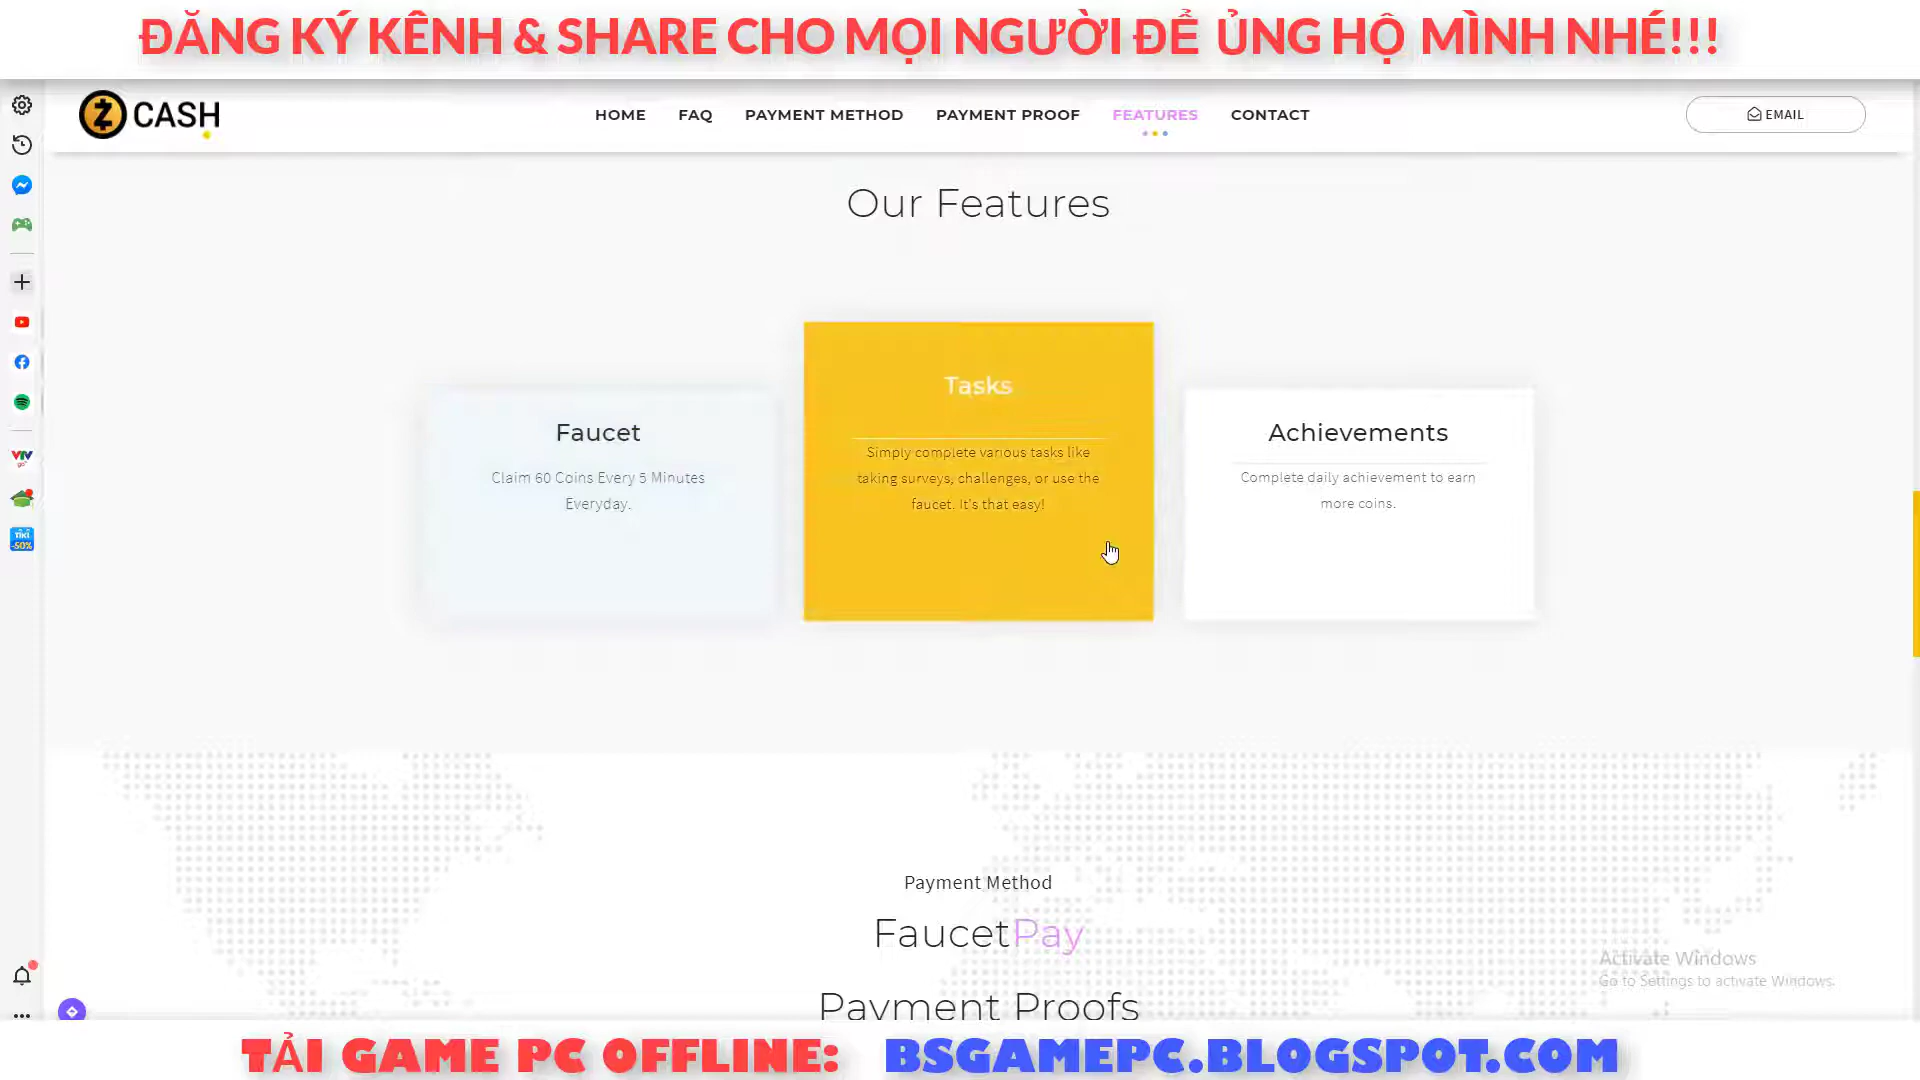 ĐĂNG KÝ KÊNH & SHARE CHO MỌI NGƯỜI ĐỂ ỦNG HỘ MÌNH NHÉ!!!
CASH
HOME
FAQ
PAYMENT METHOD
PAYMENT PROOF
FEATURES
CONTACT
EMAIL
Our Features
Faucet
Claim 60 Coins Every 5 Minutes
Everyday.
Tasks
Simply complete various tasks like
taking surveys, challenges, or use the
faucet. It's that easy!
Achievements
Complete daily achievement to earn
more coins.
VTV
go
TIKI
-50%
Payment Method
FaucetPay
Payment Proofs
Activate Windows
Go to Settings to activate Windows.
TẢI GAME PC OFFLINE: BSGAMEPC.BLOGSPOT.COM